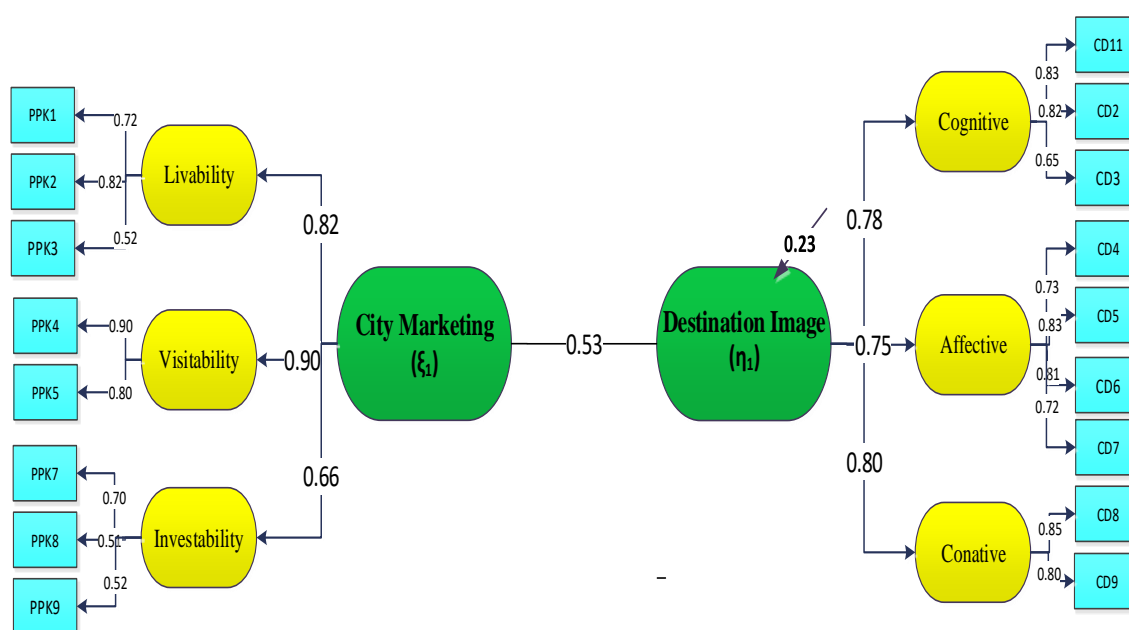 PPK1
PPK2
PPK3
0.72
0.82
0.52
Livability
PPK4
PPK5
0.90
0.80
Visitability
PPK7
PPK8
PPK9
0.70
0.51
0.52
Investability
0.82
0.90
0.66
City Marketing
(ξ₁)
0.53
0.23
Destination Image
(η₁)
0.78
0.75
0.80
Cognitive
0.83
0.82
0.65
CD11
CD2
CD3
Affective
0.73
0.83
0.81
0.72
CD4
CD5
CD6
CD7
Conative
0.85
0.80
CD8
CD9